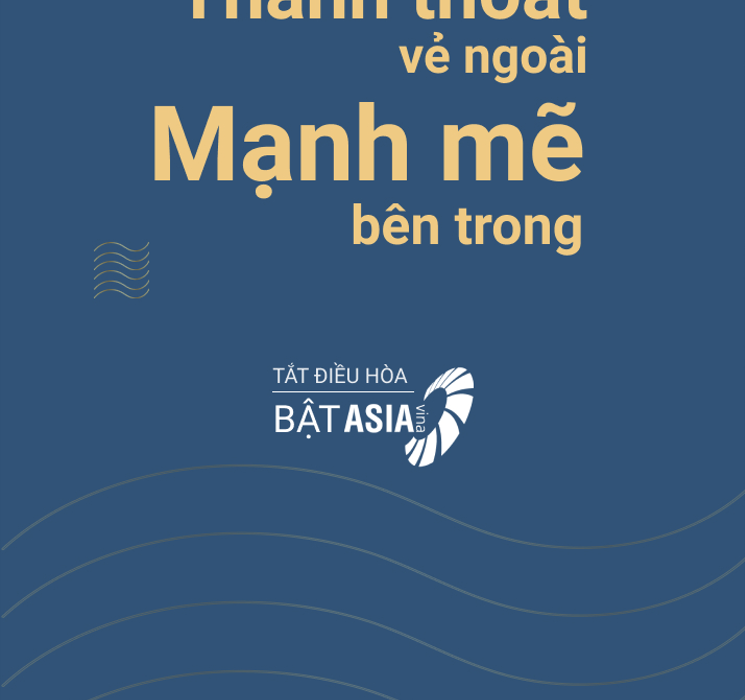 Thanh thoát
vẻ ngoài
Mạnh mẽ
bên trong
TẮT ĐIỀU HÒA
BẬT ASIA
vina